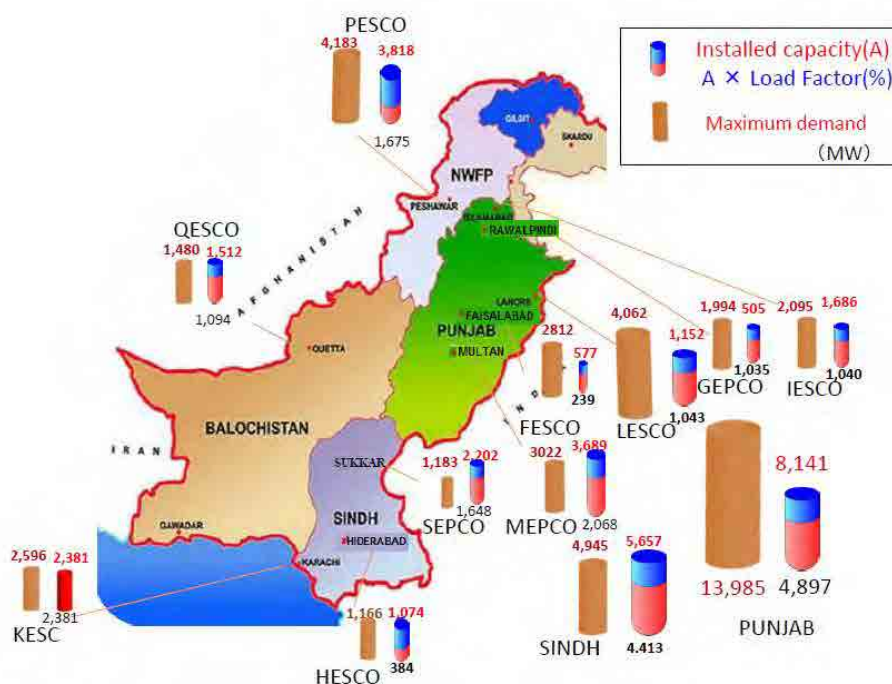 PESCO
4,183
3,818
1,675
Installed capacity(A)
A × Load Factor(%)
Maximum demand
(MW)
GILGIT
SKARDU
NWFP
PESHAWAR
ISLAMABAD
RAWALPINDI
AFGHANISTAN
QESCO
1,480
1,512
1,094
QUETTA
LAHORE
FAISALABAD
PUNJAB
MULTAN
INDIA
BALOCHISTAN
IRAN
GAWADAR
SUKKAR
SINDH
HIDERABAD
KARACHI
2812
577
239
FESCO
4,062
1,152
1,043
LESCO
1,994
505
1,035
GEPCO
2,095
1,686
1,040
IESCO
1,183
2,202
1,648
SEPCO
3022
3,689
2,068
MEPCO
4,945
5,657
4.413
SINDH
8,141
13,985
4,897
PUNJAB
2,596
2,381
2,381
KESC
1,166
1,074
384
HESCO